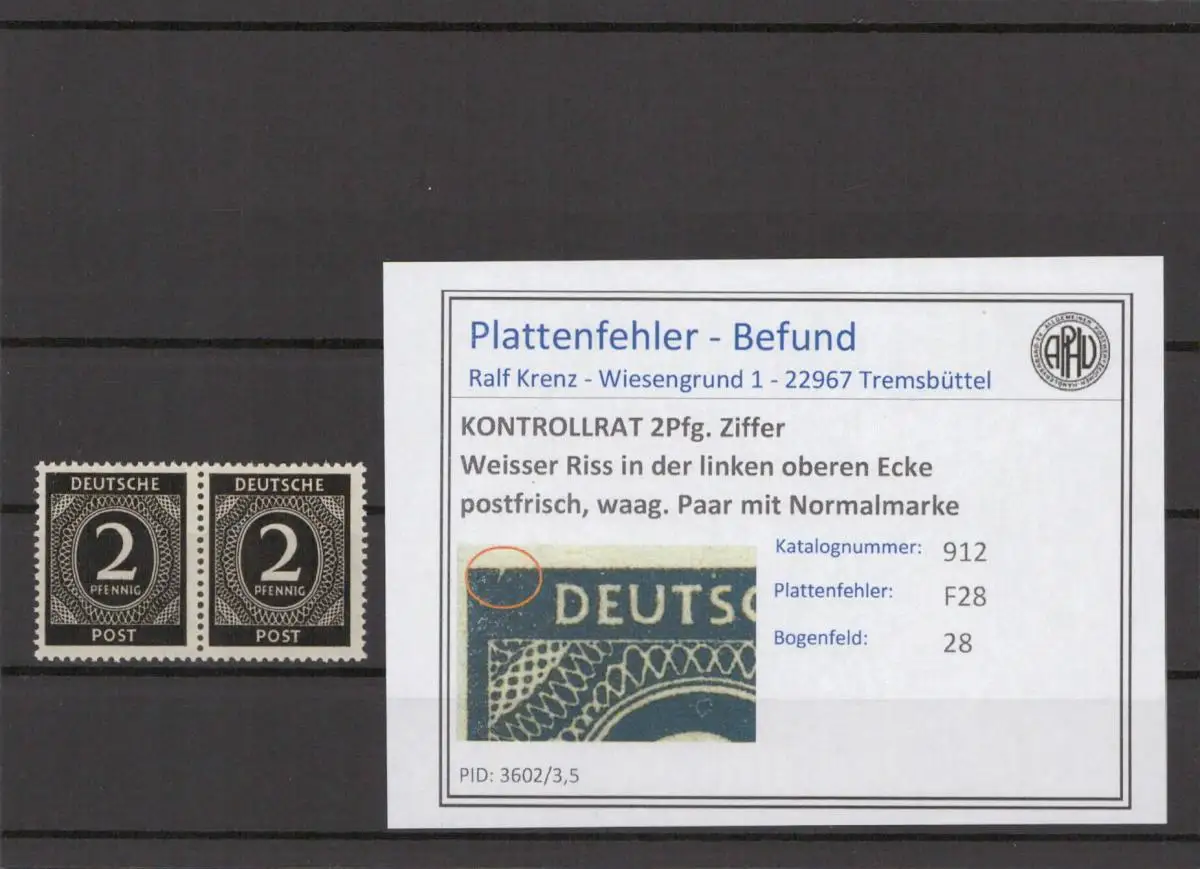 DEUTSCHE DEUTSCHE
2 2
PFENNIG PFENNIG
POST POST
Plattenfehler - Befund
Ralf Krenz - Wiesengrund 1 - 22967 Tremsbüttel
APHV
KONTROLLRAT 2Pfg. Ziffer
Weisser Riss in der linken oberen Ecke
postfrisch, waag. Paar mit Normalmarke
DEUTSC
Katalognummer: 912
Plattenfehler: F28
Bogenfeld: 28
PID: 3602/3,5